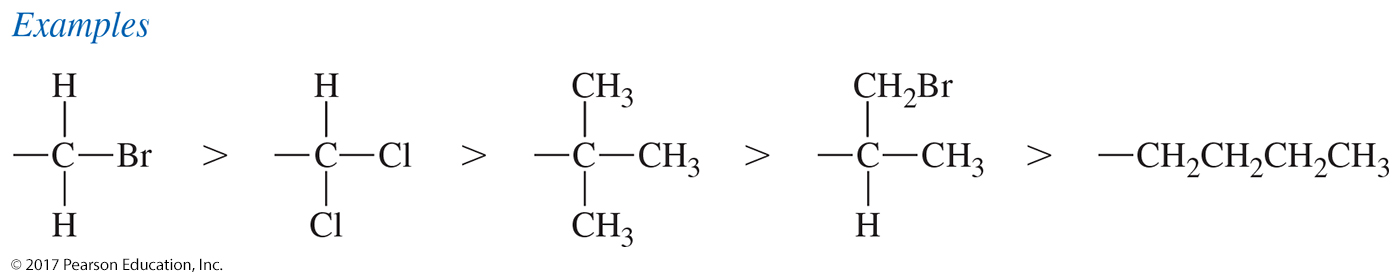 Examples
H H CH₃ CH₂Br
—C—Br > —C—Cl > —C—CH₃ > —C—CH₃ > —CH₂CH₂CH₂CH₃
H Cl CH₃ H
© 2017 Pearson Education, Inc.